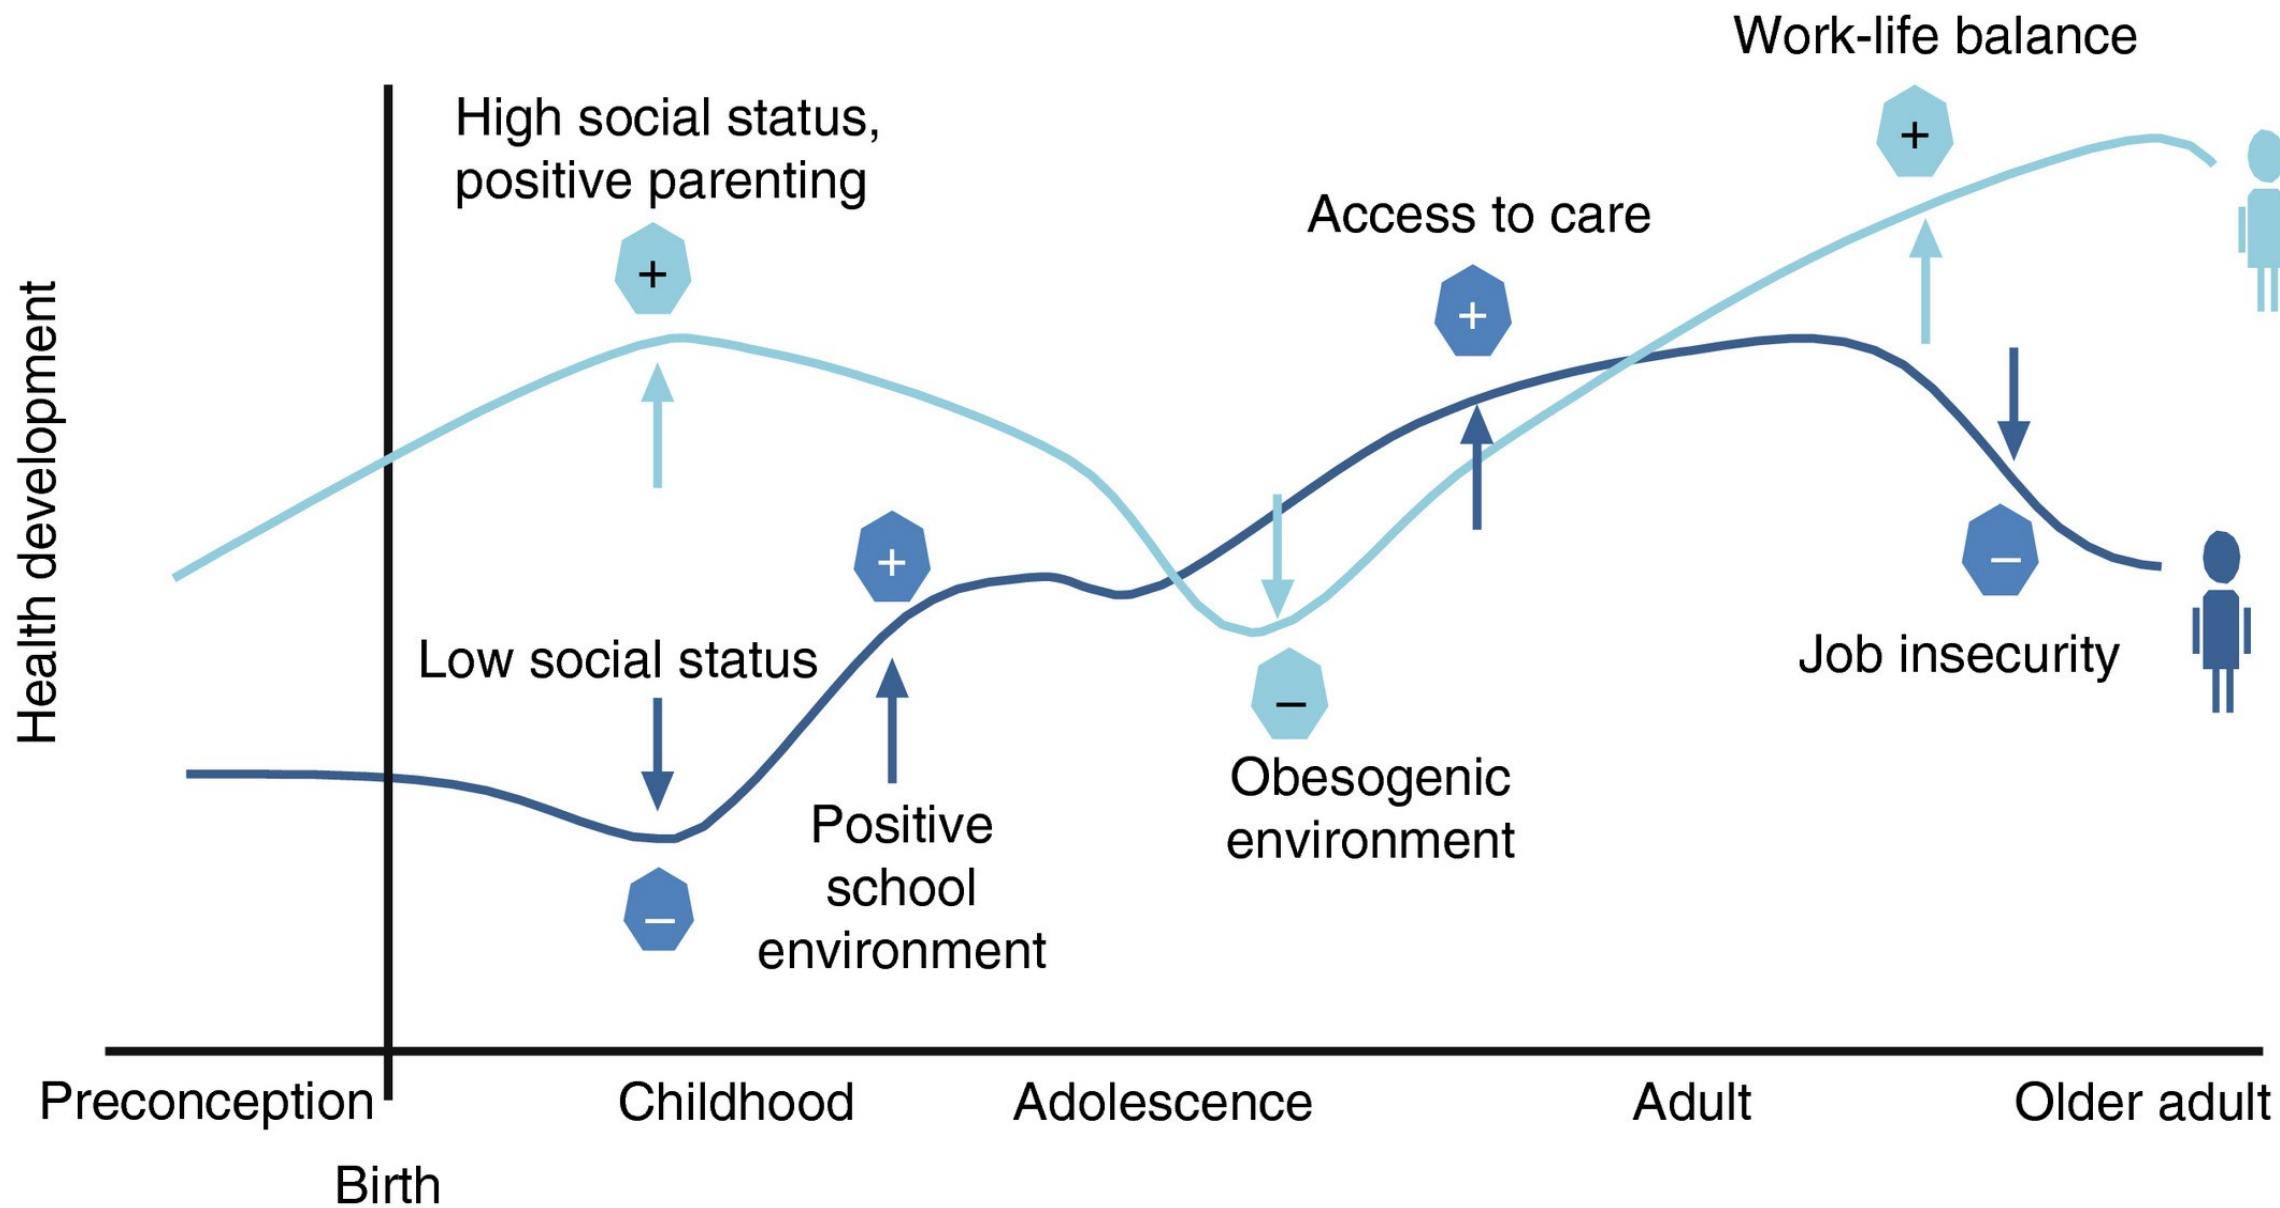 Work-life balance
High social status,
positive parenting
+
+
Access to care
+
Health development
+
Low social status
–
Job insecurity
–
Obesogenic
environment
Positive
school
environment
–
Preconception
Childhood
Adolescence
Adult
Older adult
Birth